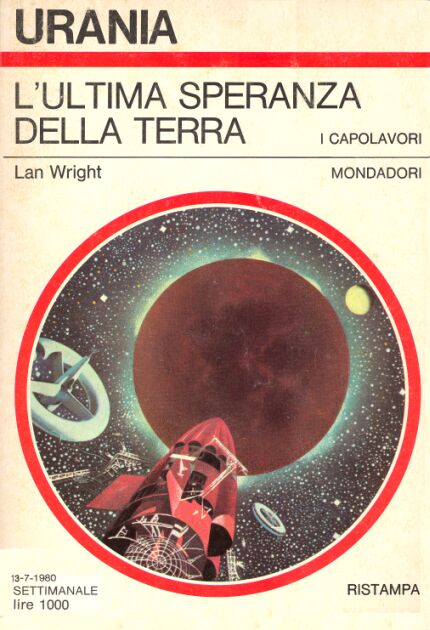 URANIA
L'ULTIMA SPERANZA
DELLA TERRA
I CAPOLAVORI
Lan Wright
MONDADORI
13-7-1980
SETTIMANALE
lire 1000
RISTAMPA